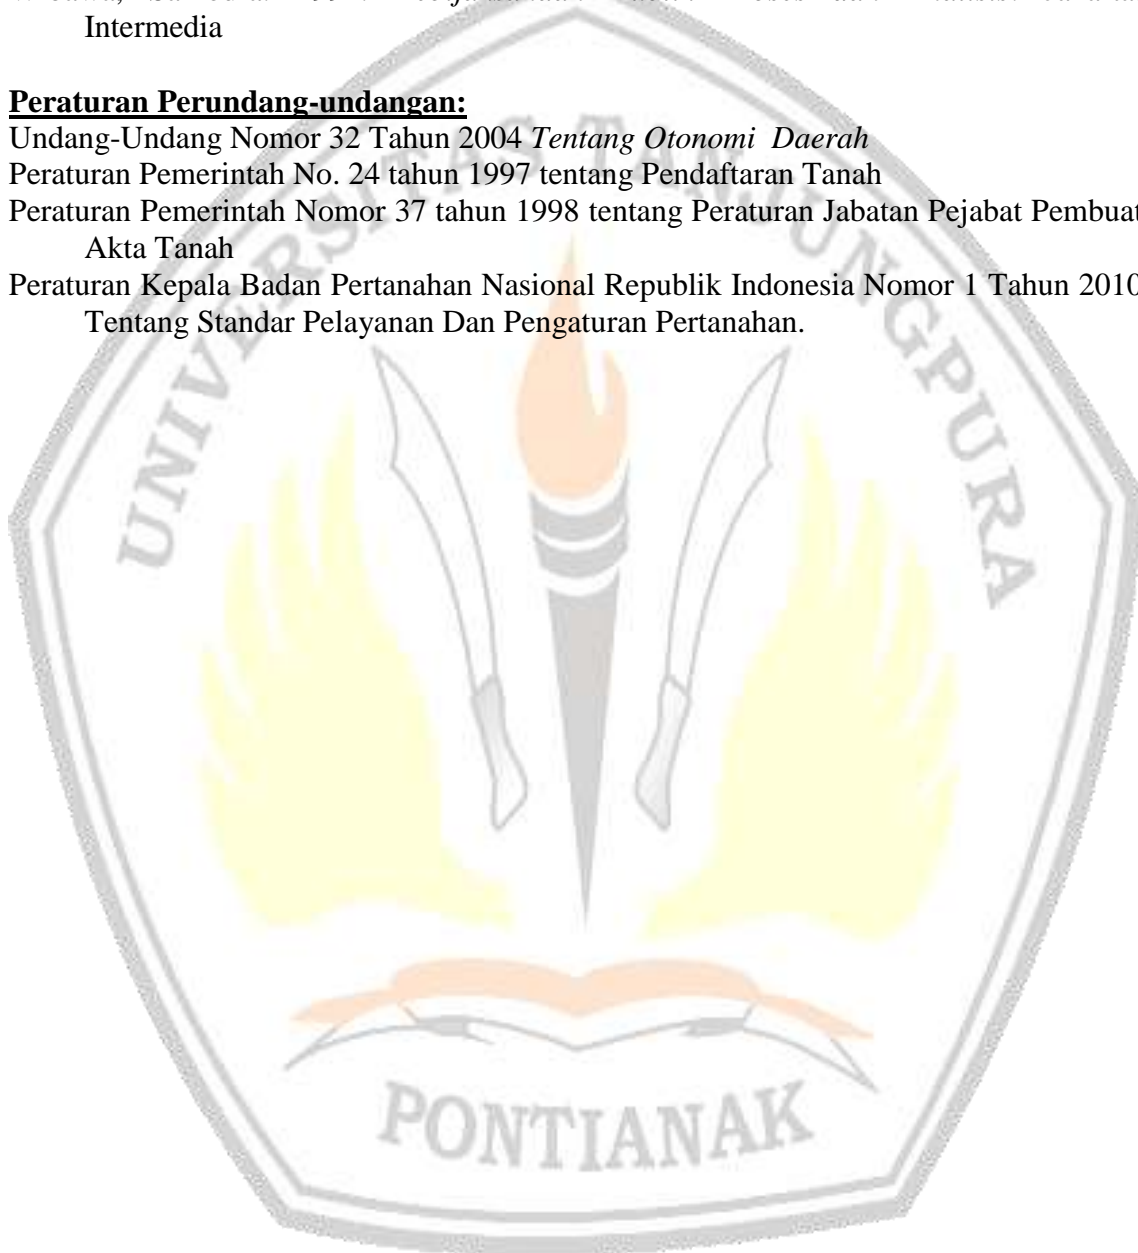 Intermedia
Peraturan Perundang-undangan:
Undang-Undang Nomor 32 Tahun 2004 Tentang Otonomi Daerah
Peraturan Pemerintah No. 24 tahun 1997 tentang Pendaftaran Tanah
Peraturan Pemerintah Nomor 37 tahun 1998 tentang Peraturan Jabatan Pejabat Pembuat
Akta Tanah
Peraturan Kepala Badan Pertanahan Nasional Republik Indonesia Nomor 1 Tahun 2010
Tentang Standar Pelayanan Dan Pengaturan Pertanahan.
UNIVERSITAS TANJUNGPURA
PONTIANAK